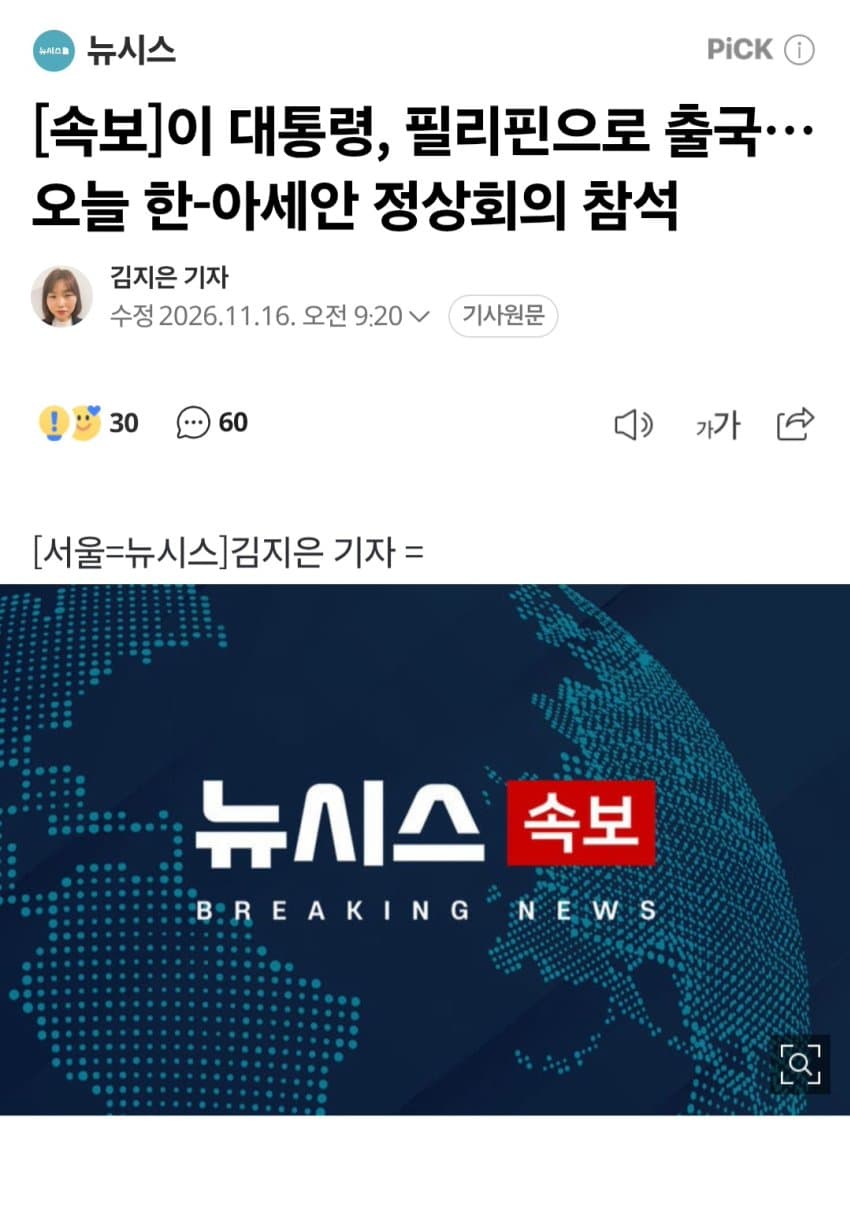 뉴시스
PiCK
[속보]이 대통령, 필리핀으로 출국…
오늘 한-아세안 정상회의 참석
김지은 기자
수정 2026.11.16. 오전 9:20
기사원문
30
60
가가
[서울=뉴시스]김지은 기자 =
뉴시스 속보
BREAKING NEWS